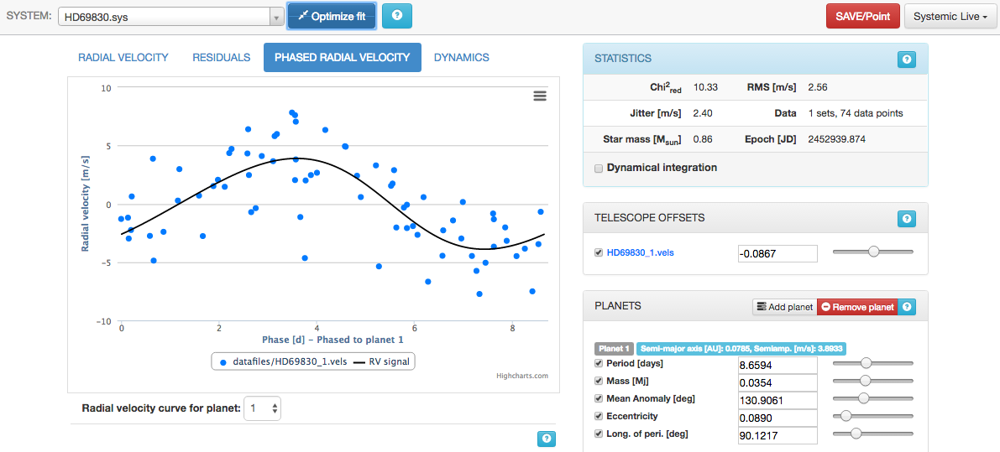 SYSTEM: HD69830.sys Optimize fit ? SAVE/Point Systemic Live
RADIAL VELOCITY RESIDUALS PHASED RADIAL VELOCITY DYNAMICS
10
5
0
−5
−10
Radial velocity [m/s]
0 2 4 6 8
Phase [d] – Phased to planet 1
datafiles/HD69830_1.vels RV signal
Highcharts.com
Radial velocity curve for planet: 1
?
STATISTICS ?
Chi²red 10.33 RMS [m/s] 2.56
Jitter [m/s] 2.40 Data 1 sets, 74 data points
Star mass [Msun] 0.86 Epoch [JD] 2452939.874
Dynamical integration
TELESCOPE OFFSETS ?
HD69830_1.vels -0.0867
PLANETS Add planet Remove planet ?
Planet 1 Semi-major axis [AU]: 0.0785, Semiamp. [m/s]: 3.8933
Period [days] 8.6594
Mass [Mj] 0.0354
Mean Anomaly [deg] 130.9061
Eccentricity 0.0890
Long. of peri. [deg] 90.1217